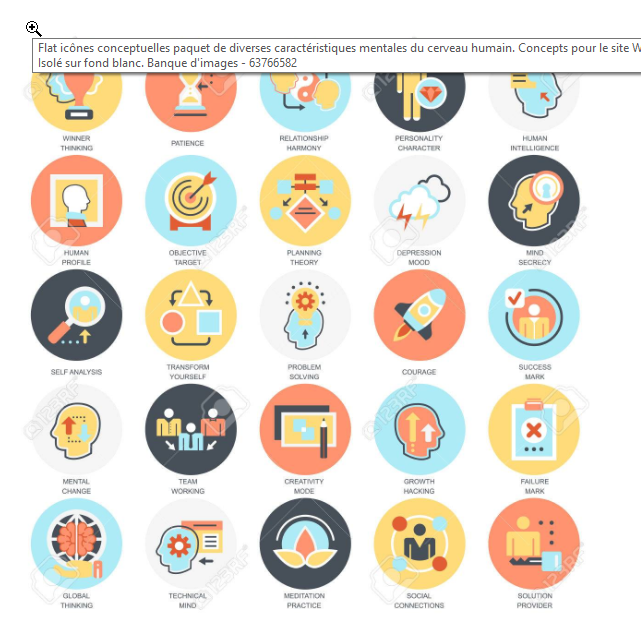 Flat icônes conceptuelles paquet de diverses caractéristiques mentales du cerveau humain. Concepts pour le site W
Isolé sur fond blanc. Banque d'images - 63766582
WINNER
THINKING
PATIENCE
RELATIONSHIP
HARMONY
PERSONALITY
CHARACTER
HUMAN
INTELLIGENCE
HUMAN
PROFILE
OBJECTIVE
TARGET
PLANNING
THEORY
DEPRESSION
MOOD
MIND
SECRECY
SELF ANALYSIS
TRANSFORM
YOURSELF
PROBLEM
SOLVING
COURAGE
SUCCESS
MARK
MENTAL
CHANGE
TEAM
WORKING
CREATIVITY
MODE
GROWTH
HACKING
FAILURE
MARK
GLOBAL
THINKING
TECHNICAL
MIND
MEDITATION
PRACTICE
SOCIAL
CONNECTIONS
SOLUTION
PROVIDER
123RF